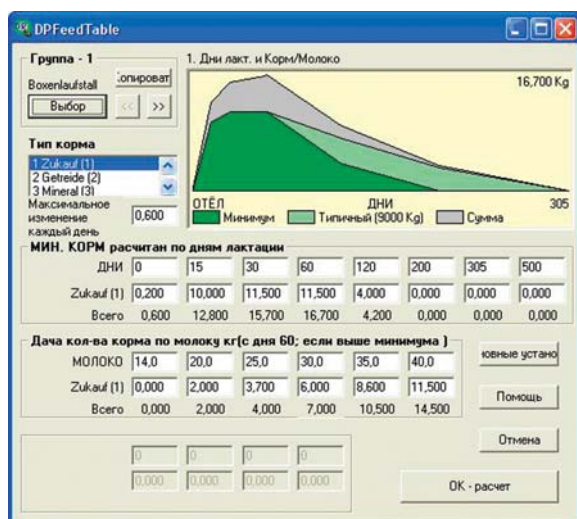 DPFeedTable
Группа - 1
Boxenlaufstall
Копироват
Выбор
<< >>
Тип корма
1 Zukauf (1)
2 Getreide (2)
3 Mineral (3)
Максимальное изменение каждый день
0,600
1. Дни лакт. и Корм/Молоко
16,700 Kg
ОТЁЛ ДНИ 305
Минимум Типичный (9000 Kg) Сумма
МИН. КОРМ расчитан по дням лактации
ДНИ 0 15 30 60 120 200 305 500
Zukauf (1) 0,200 10,000 11,500 11,500 4,000 0,000 0,000 0,000
Всего 0,600 12,800 15,700 16,700 4,200 0,000 0,000 0,000
Дача кол-ва корма по молоку кг(с дня 60; если выше минимума )
МОЛОКО 14,0 20,0 25,0 30,0 35,0 40,0
Zukauf (1) 0,000 2,000 3,700 6,000 8,600 11,500
Всего 0,000 2,000 4,000 7,000 10,500 14,500
новные устано
Помощь
Отмена
ОК - расчет
0 0 0 0
0,000 0,000 0,000 0,000